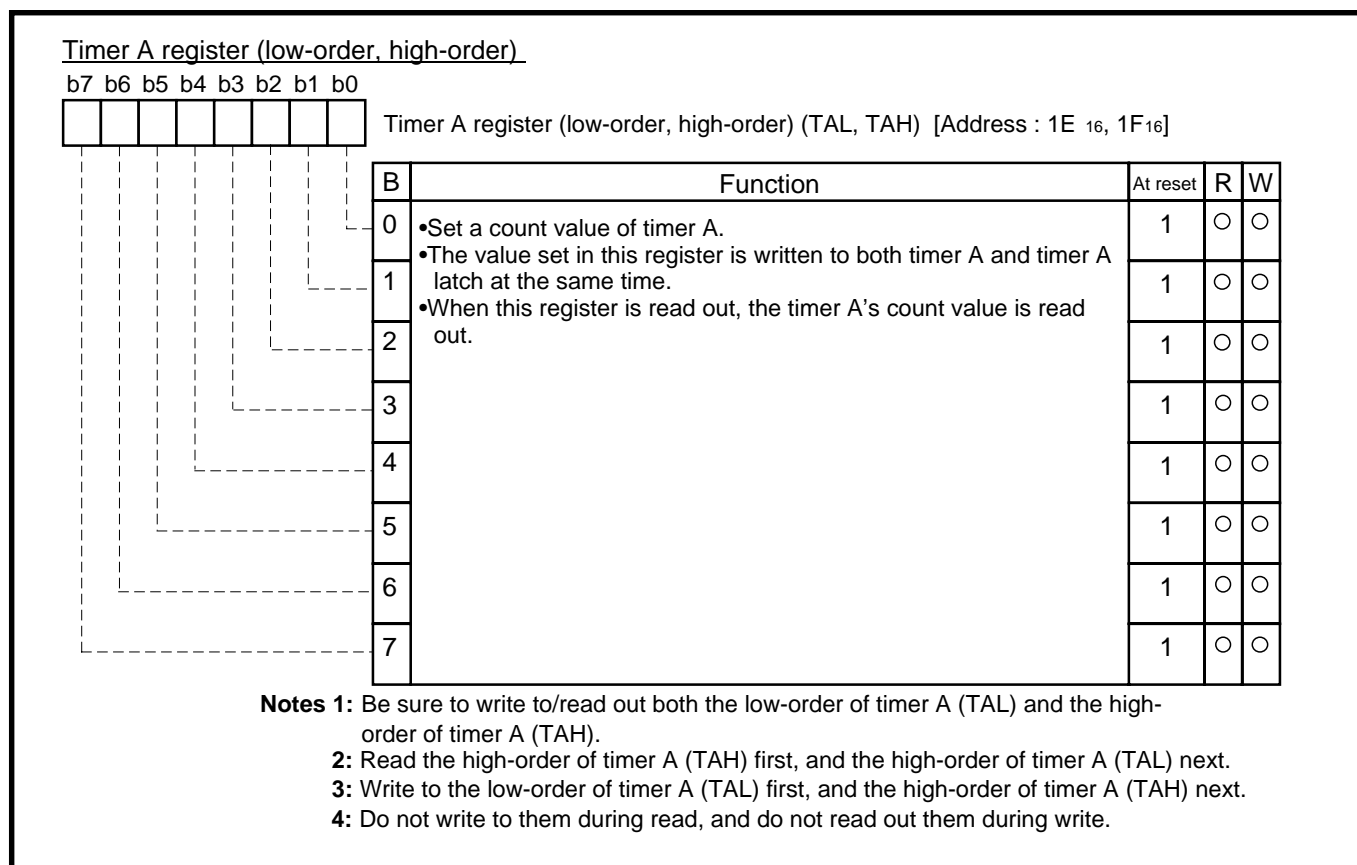 Timer A register (low-order, high-order)
b7 b6 b5 b4 b3 b2 b1 b0
Timer A register (low-order, high-order) (TAL, TAH) [Address : 1E 16, 1F16]
B Function At reset R W
0 •Set a count value of timer A. 1 ○ ○
•The value set in this register is written to both timer A and timer A
1 latch at the same time. 1 ○ ○
•When this register is read out, the timer A's count value is read
2 out. 1 ○ ○
3 1 ○ ○
4 1 ○ ○
5 1 ○ ○
6 1 ○ ○
7 1 ○ ○
Notes 1: Be sure to write to/read out both the low-order of timer A (TAL) and the high-
order of timer A (TAH).
2: Read the high-order of timer A (TAH) first, and the high-order of timer A (TAL) next.
3: Write to the low-order of timer A (TAL) first, and the high-order of timer A (TAH) next.
4: Do not write to them during read, and do not read out them during write.